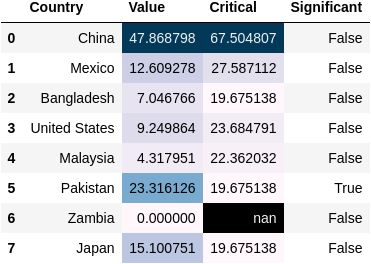 Country Value Critical Significant
0 China 47.868798 67.504807 False
1 Mexico 12.609278 27.587112 False
2 Bangladesh 7.046766 19.675138 False
3 United States 9.249864 23.684791 False
4 Malaysia 4.317951 22.362032 False
5 Pakistan 23.316126 19.675138 True
6 Zambia 0.000000 nan False
7 Japan 15.100751 19.675138 False